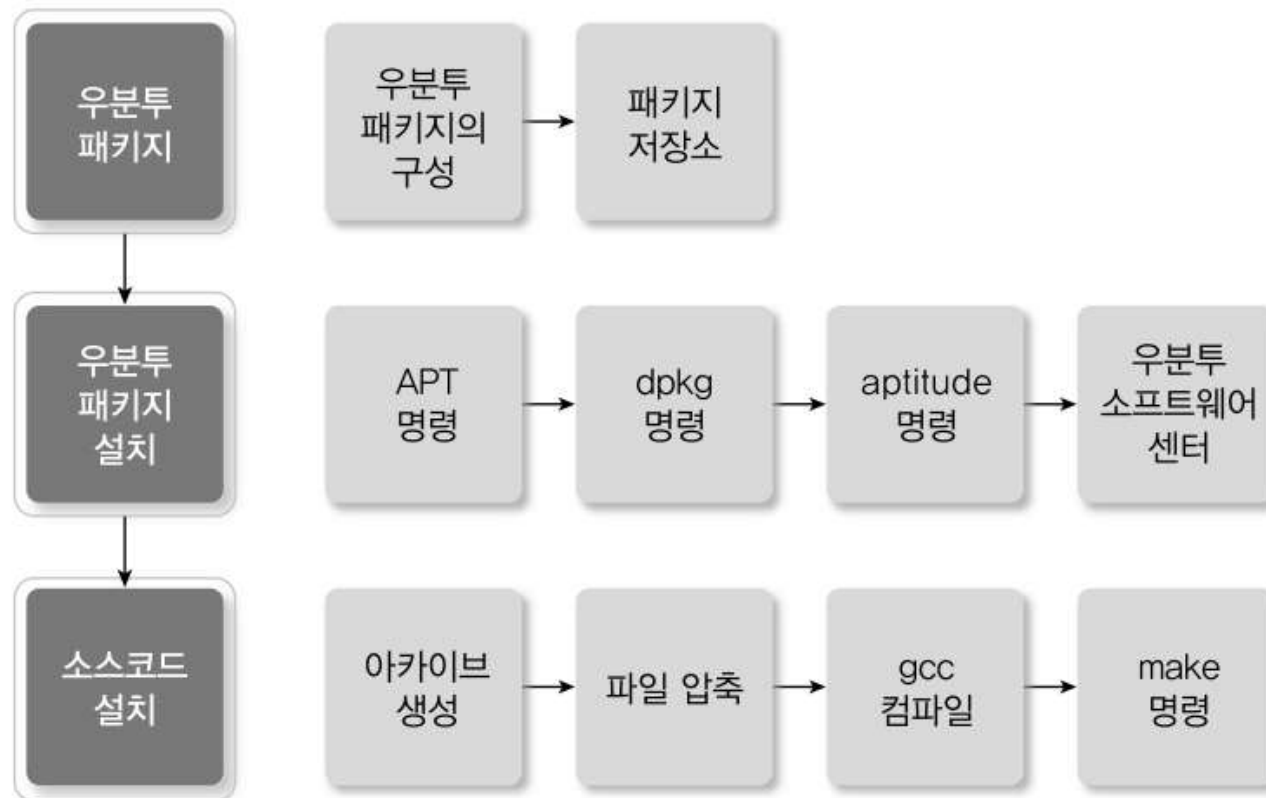 우분투
패키지
우분투
패키지의
구성
패키지
저장소
우분투
패키지
설치
APT
명령
dpkg
명령
aptitude
명령
우분투
소프트웨어
센터
소스코드
설치
아카이브
생성
파일 압축
gcc
컴파일
make
명령